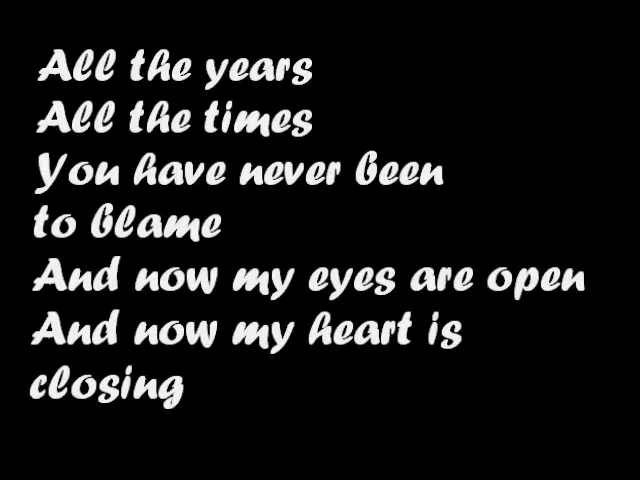 All the years
All the times
You have never been
to blame
And now my eyes are open
And now my heart is
closing